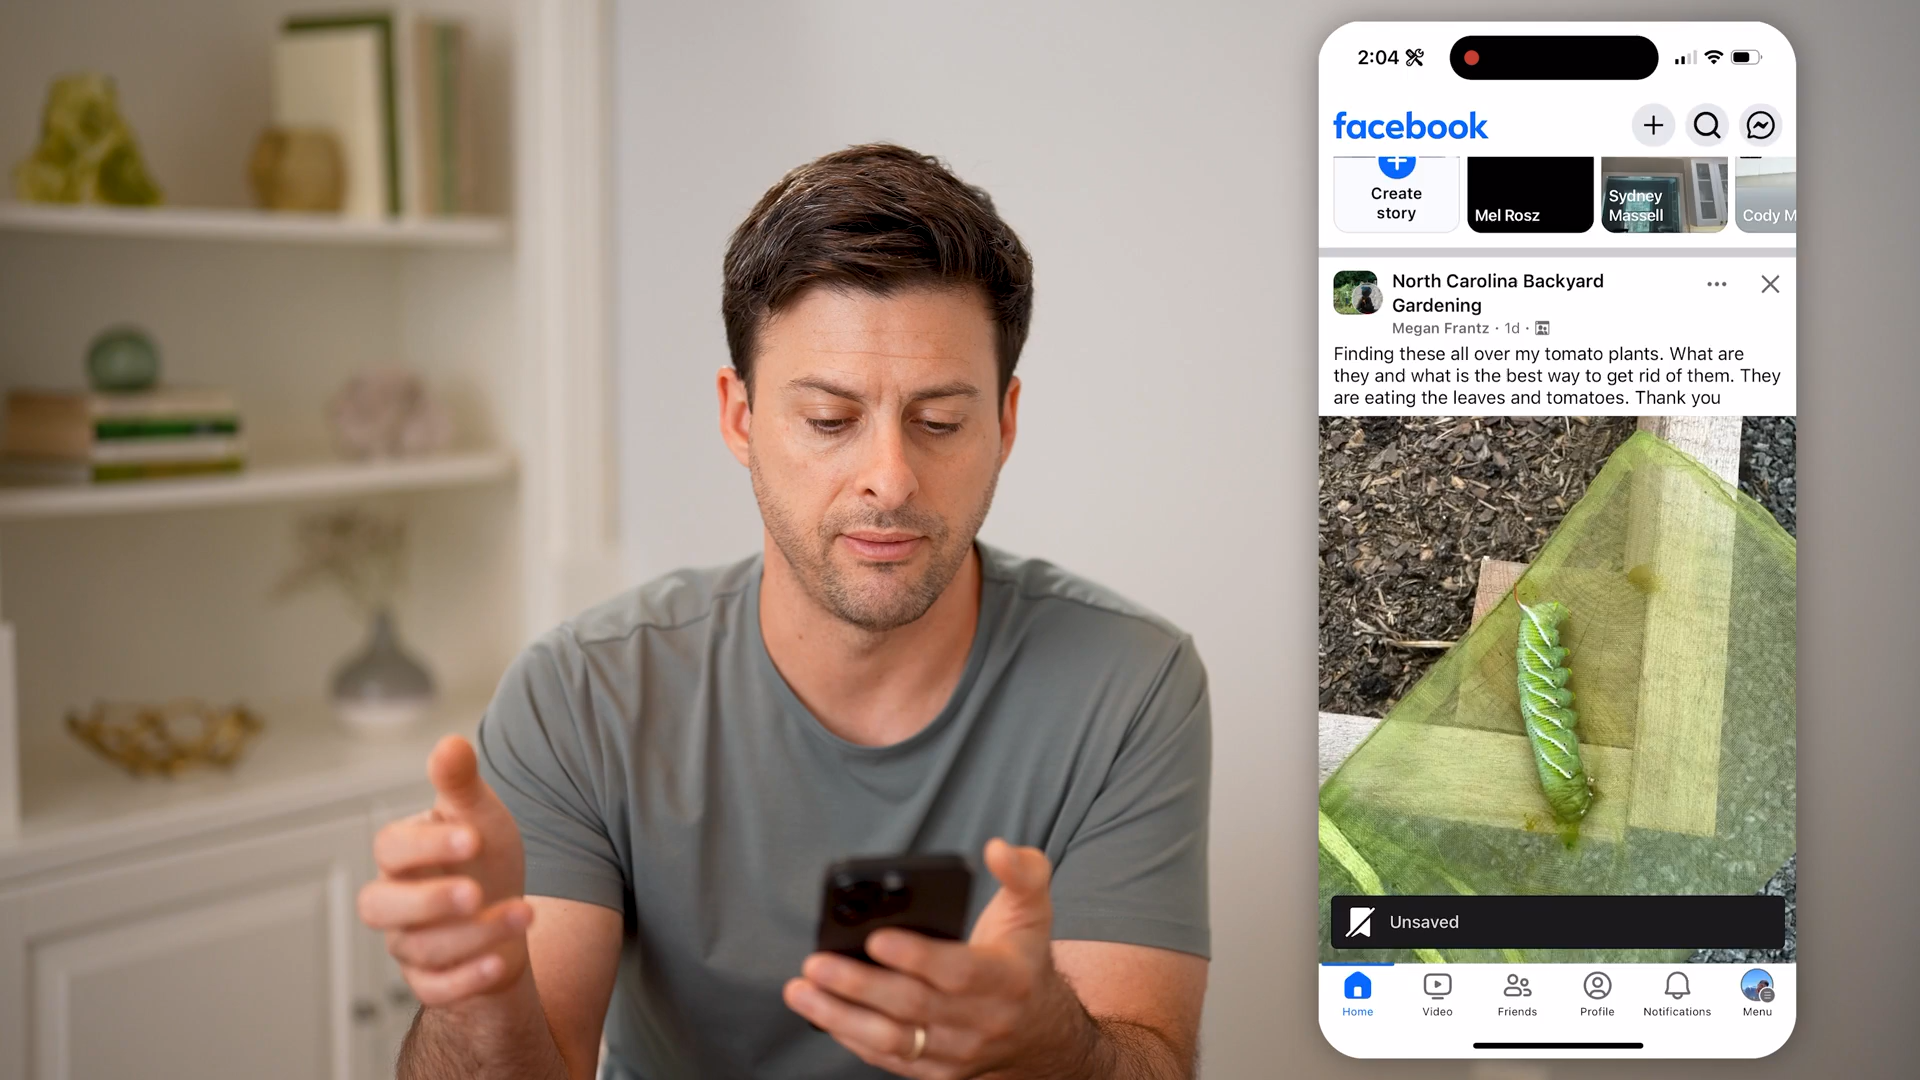 2:04
facebook
Create
story
Mel Rosz
Sydney
Massell
Cody M
North Carolina Backyard
Gardening
Megan Frantz · 1d ·
Finding these all over my tomato plants. What are
they and what is the best way to get rid of them. They
are eating the leaves and tomatoes. Thank you
Unsaved
Home
Video
Friends
Profile
Notifications
Menu